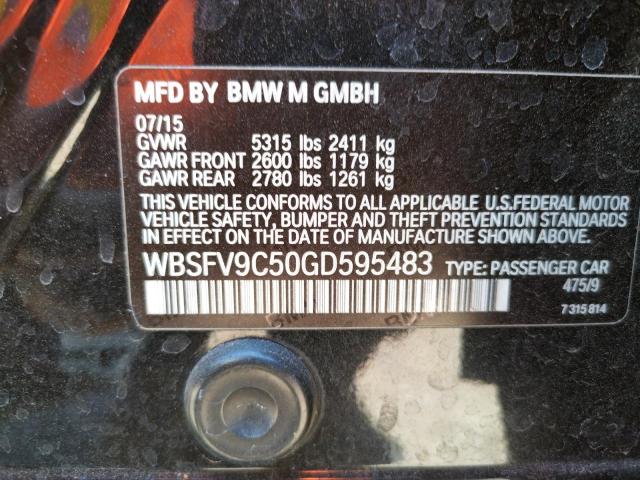 MFD BY BMW M GMBH
07/15
GVWR 5315 lbs 2411 kg
GAWR FRONT 2600 lbs 1179 kg
GAWR REAR 2780 lbs 1261 kg
THIS VEHICLE CONFORMS TO ALL APPLICABLE U.S.FEDERAL MOTOR
VEHICLE SAFETY, BUMPER AND THEFT PREVENTION STANDARDS
IN EFFECT ON THE DATE OF MANUFACTURE SHOWN ABOVE.
WBSFV9C50GD595483 TYPE: PASSENGER CAR
475/9
7 315 814